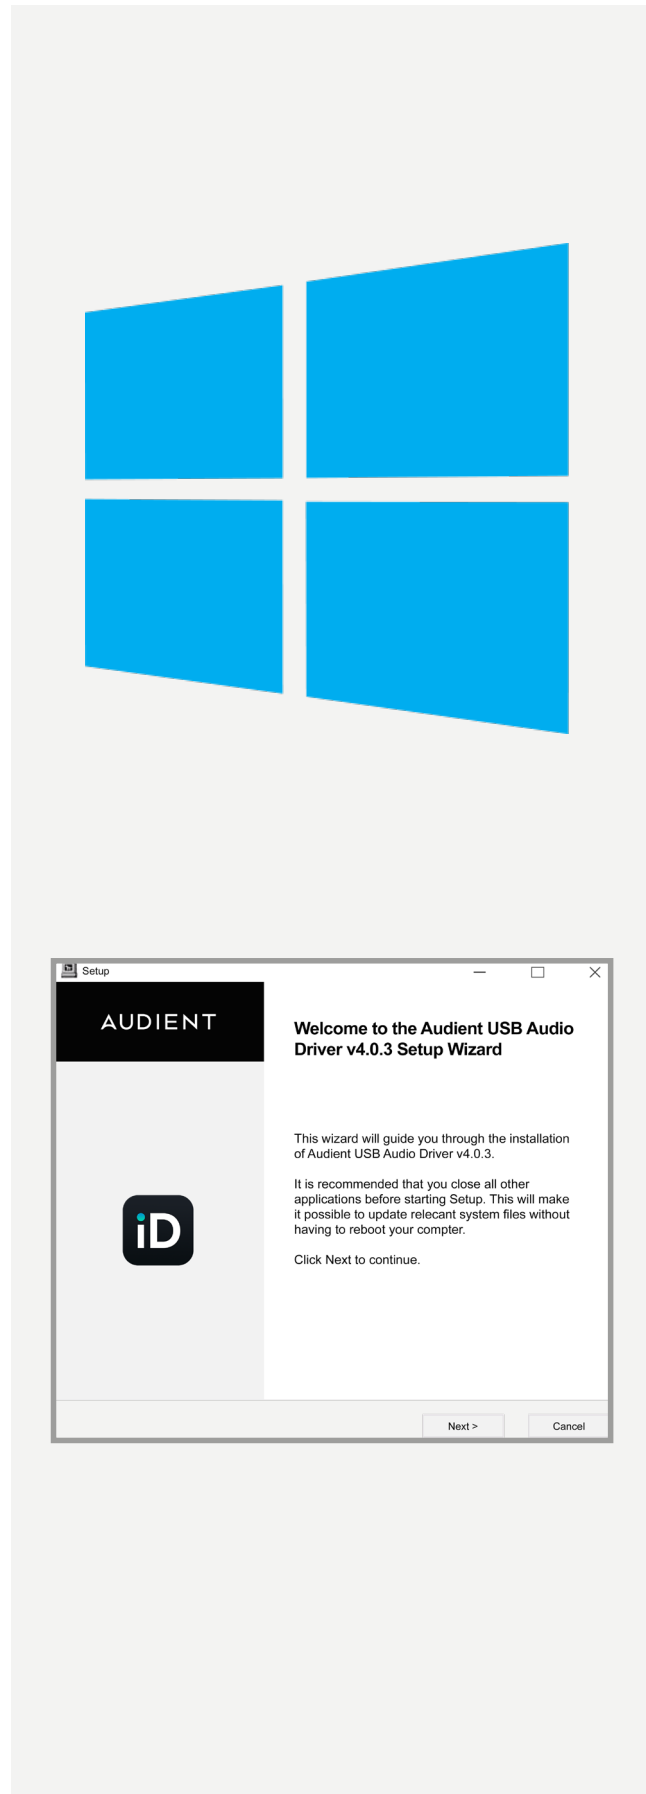 Setup
AUDIENT
Welcome to the Audient USB Audio
Driver v4.0.3 Setup Wizard
This wizard will guide you through the installation
of Audient USB Audio Driver v4.0.3.
It is recommended that you close all other
applications before starting Setup. This will make
it possible to update relecant system files without
having to reboot your compter.
Click Next to continue.
iD
Next >
Cancel